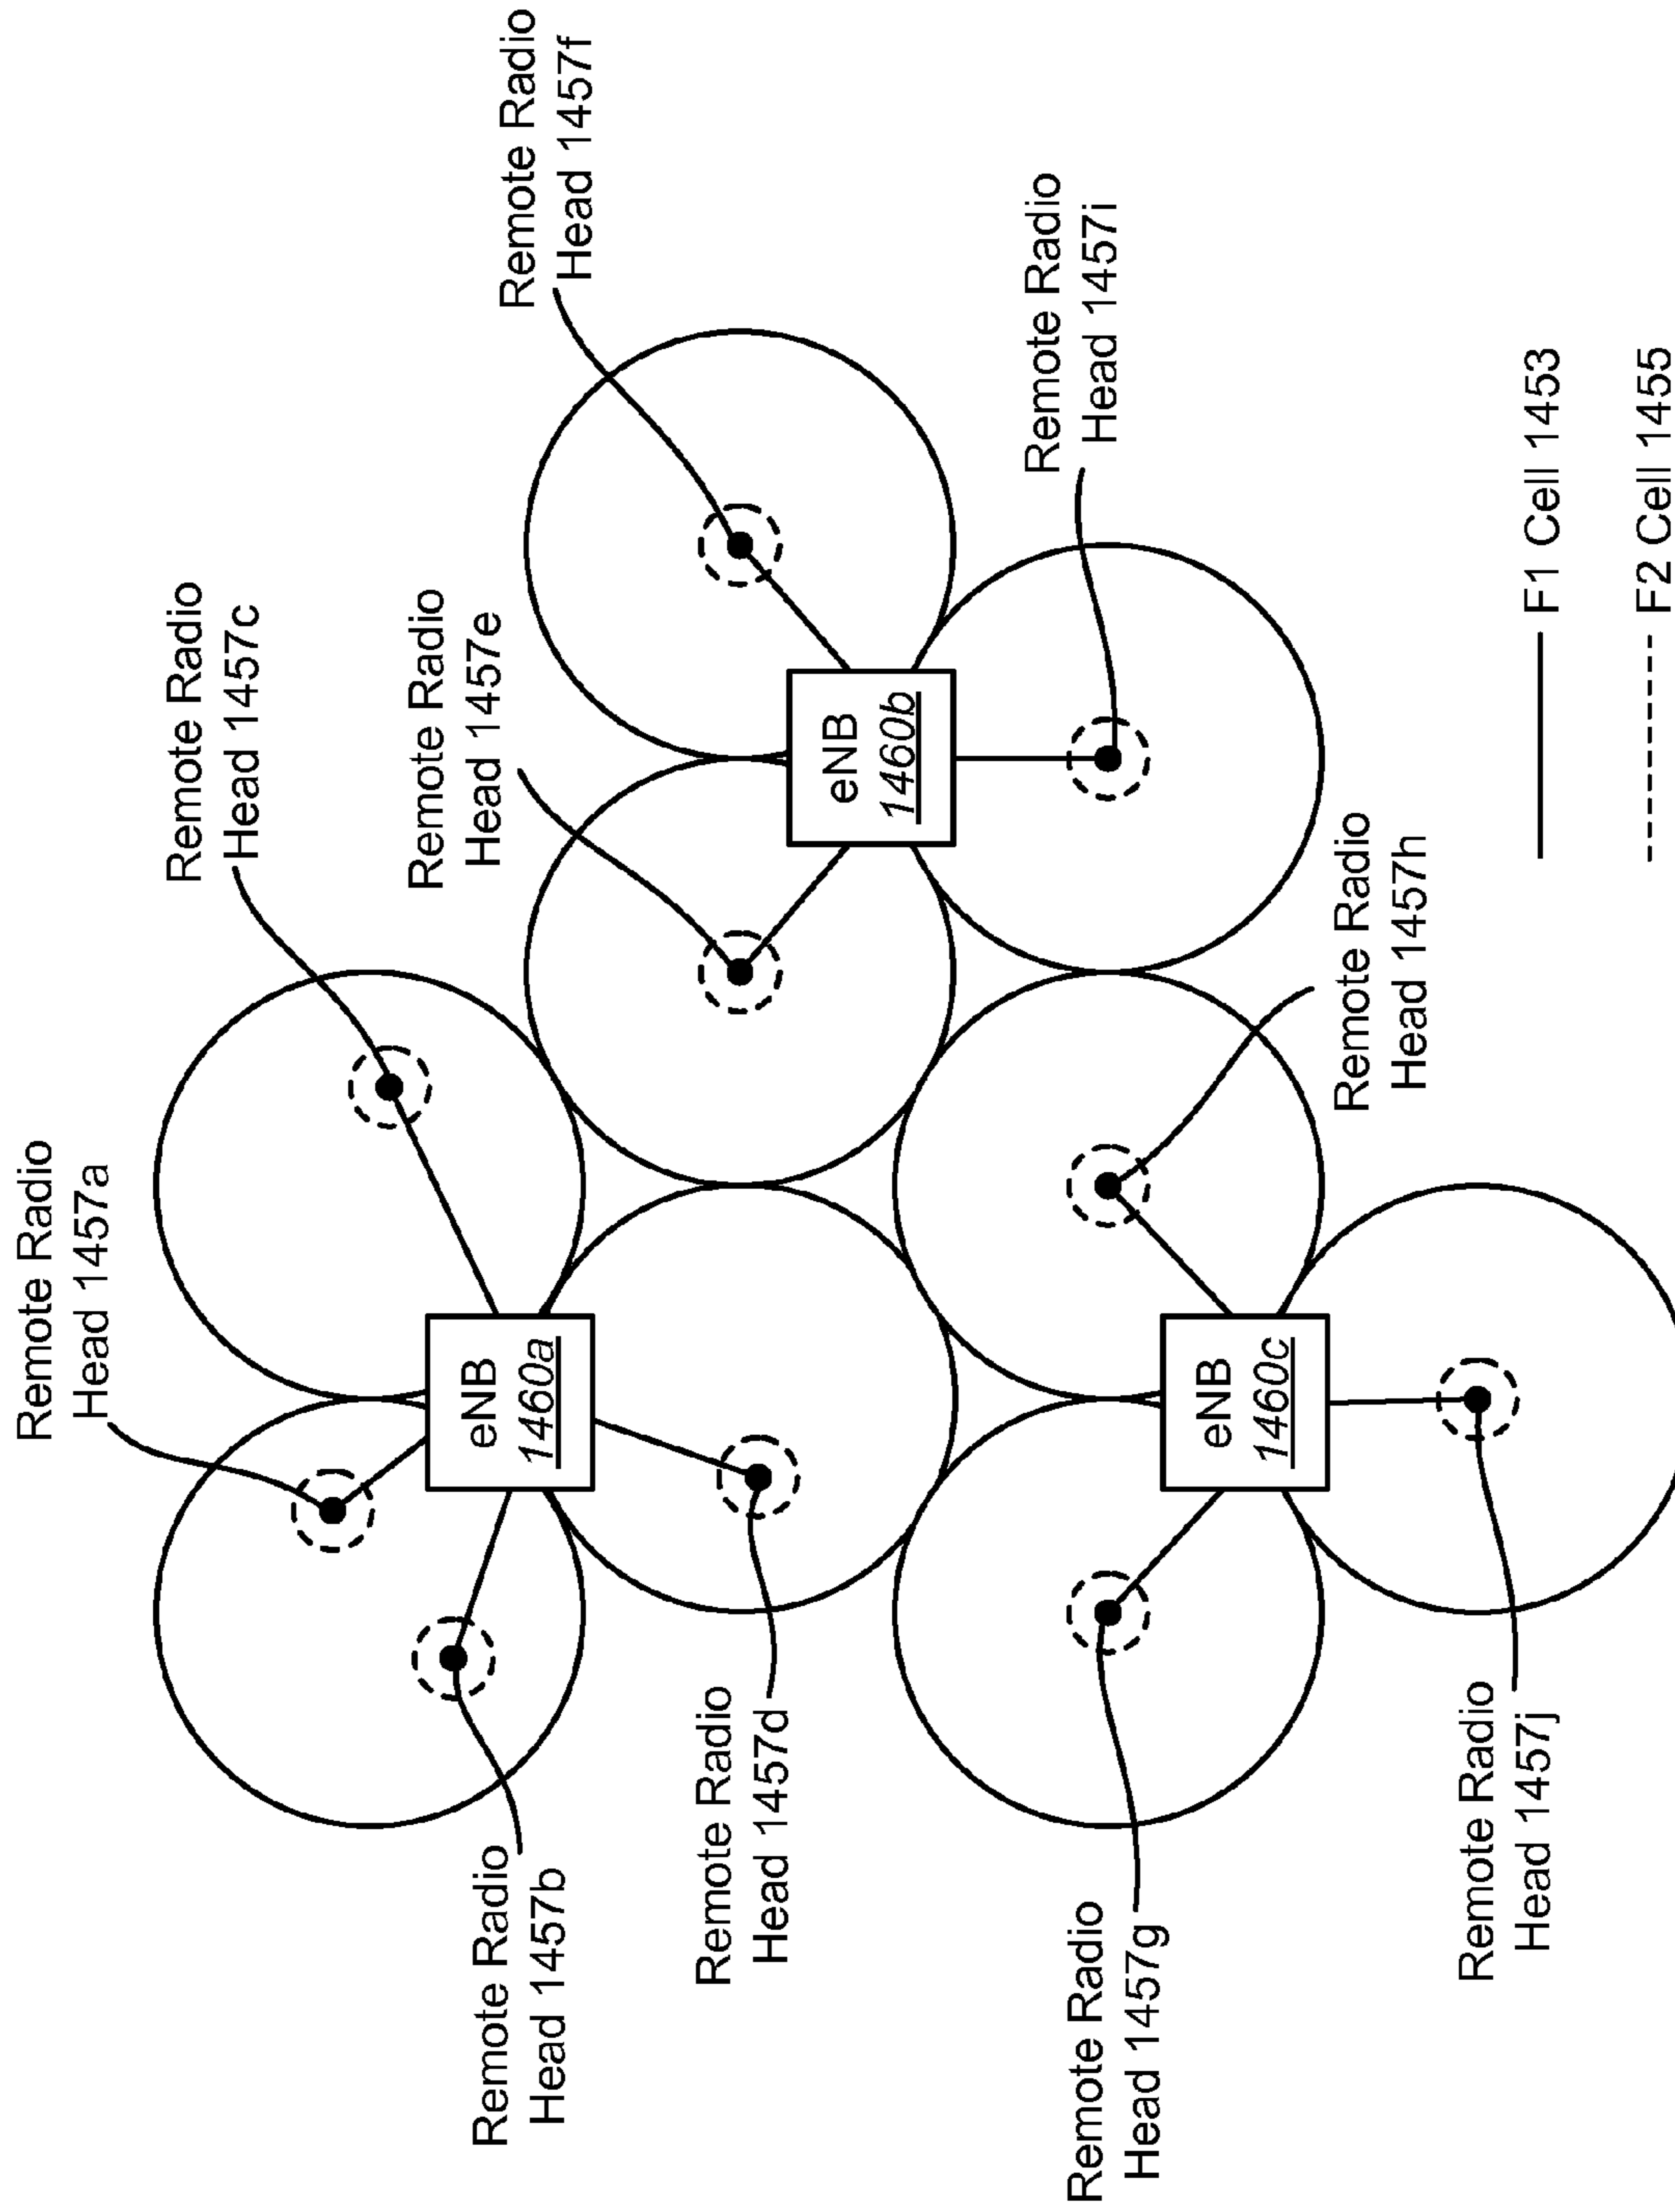 Remote Radio
Head 1457a
Remote Radio
Head 1457c
Remote Radio
Head 1457e
Remote Radio
Head 1457f
Remote Radio
Head 1457b
eNB
1460a
Remote Radio
Head 1457d
eNB
1460b
Remote Radio
Head 1457i
Remote Radio
Head 1457g
eNB
1460c
Remote Radio
Head 1457h
Remote Radio
Head 1457j
F1 Cell 1453
F2 Cell 1455